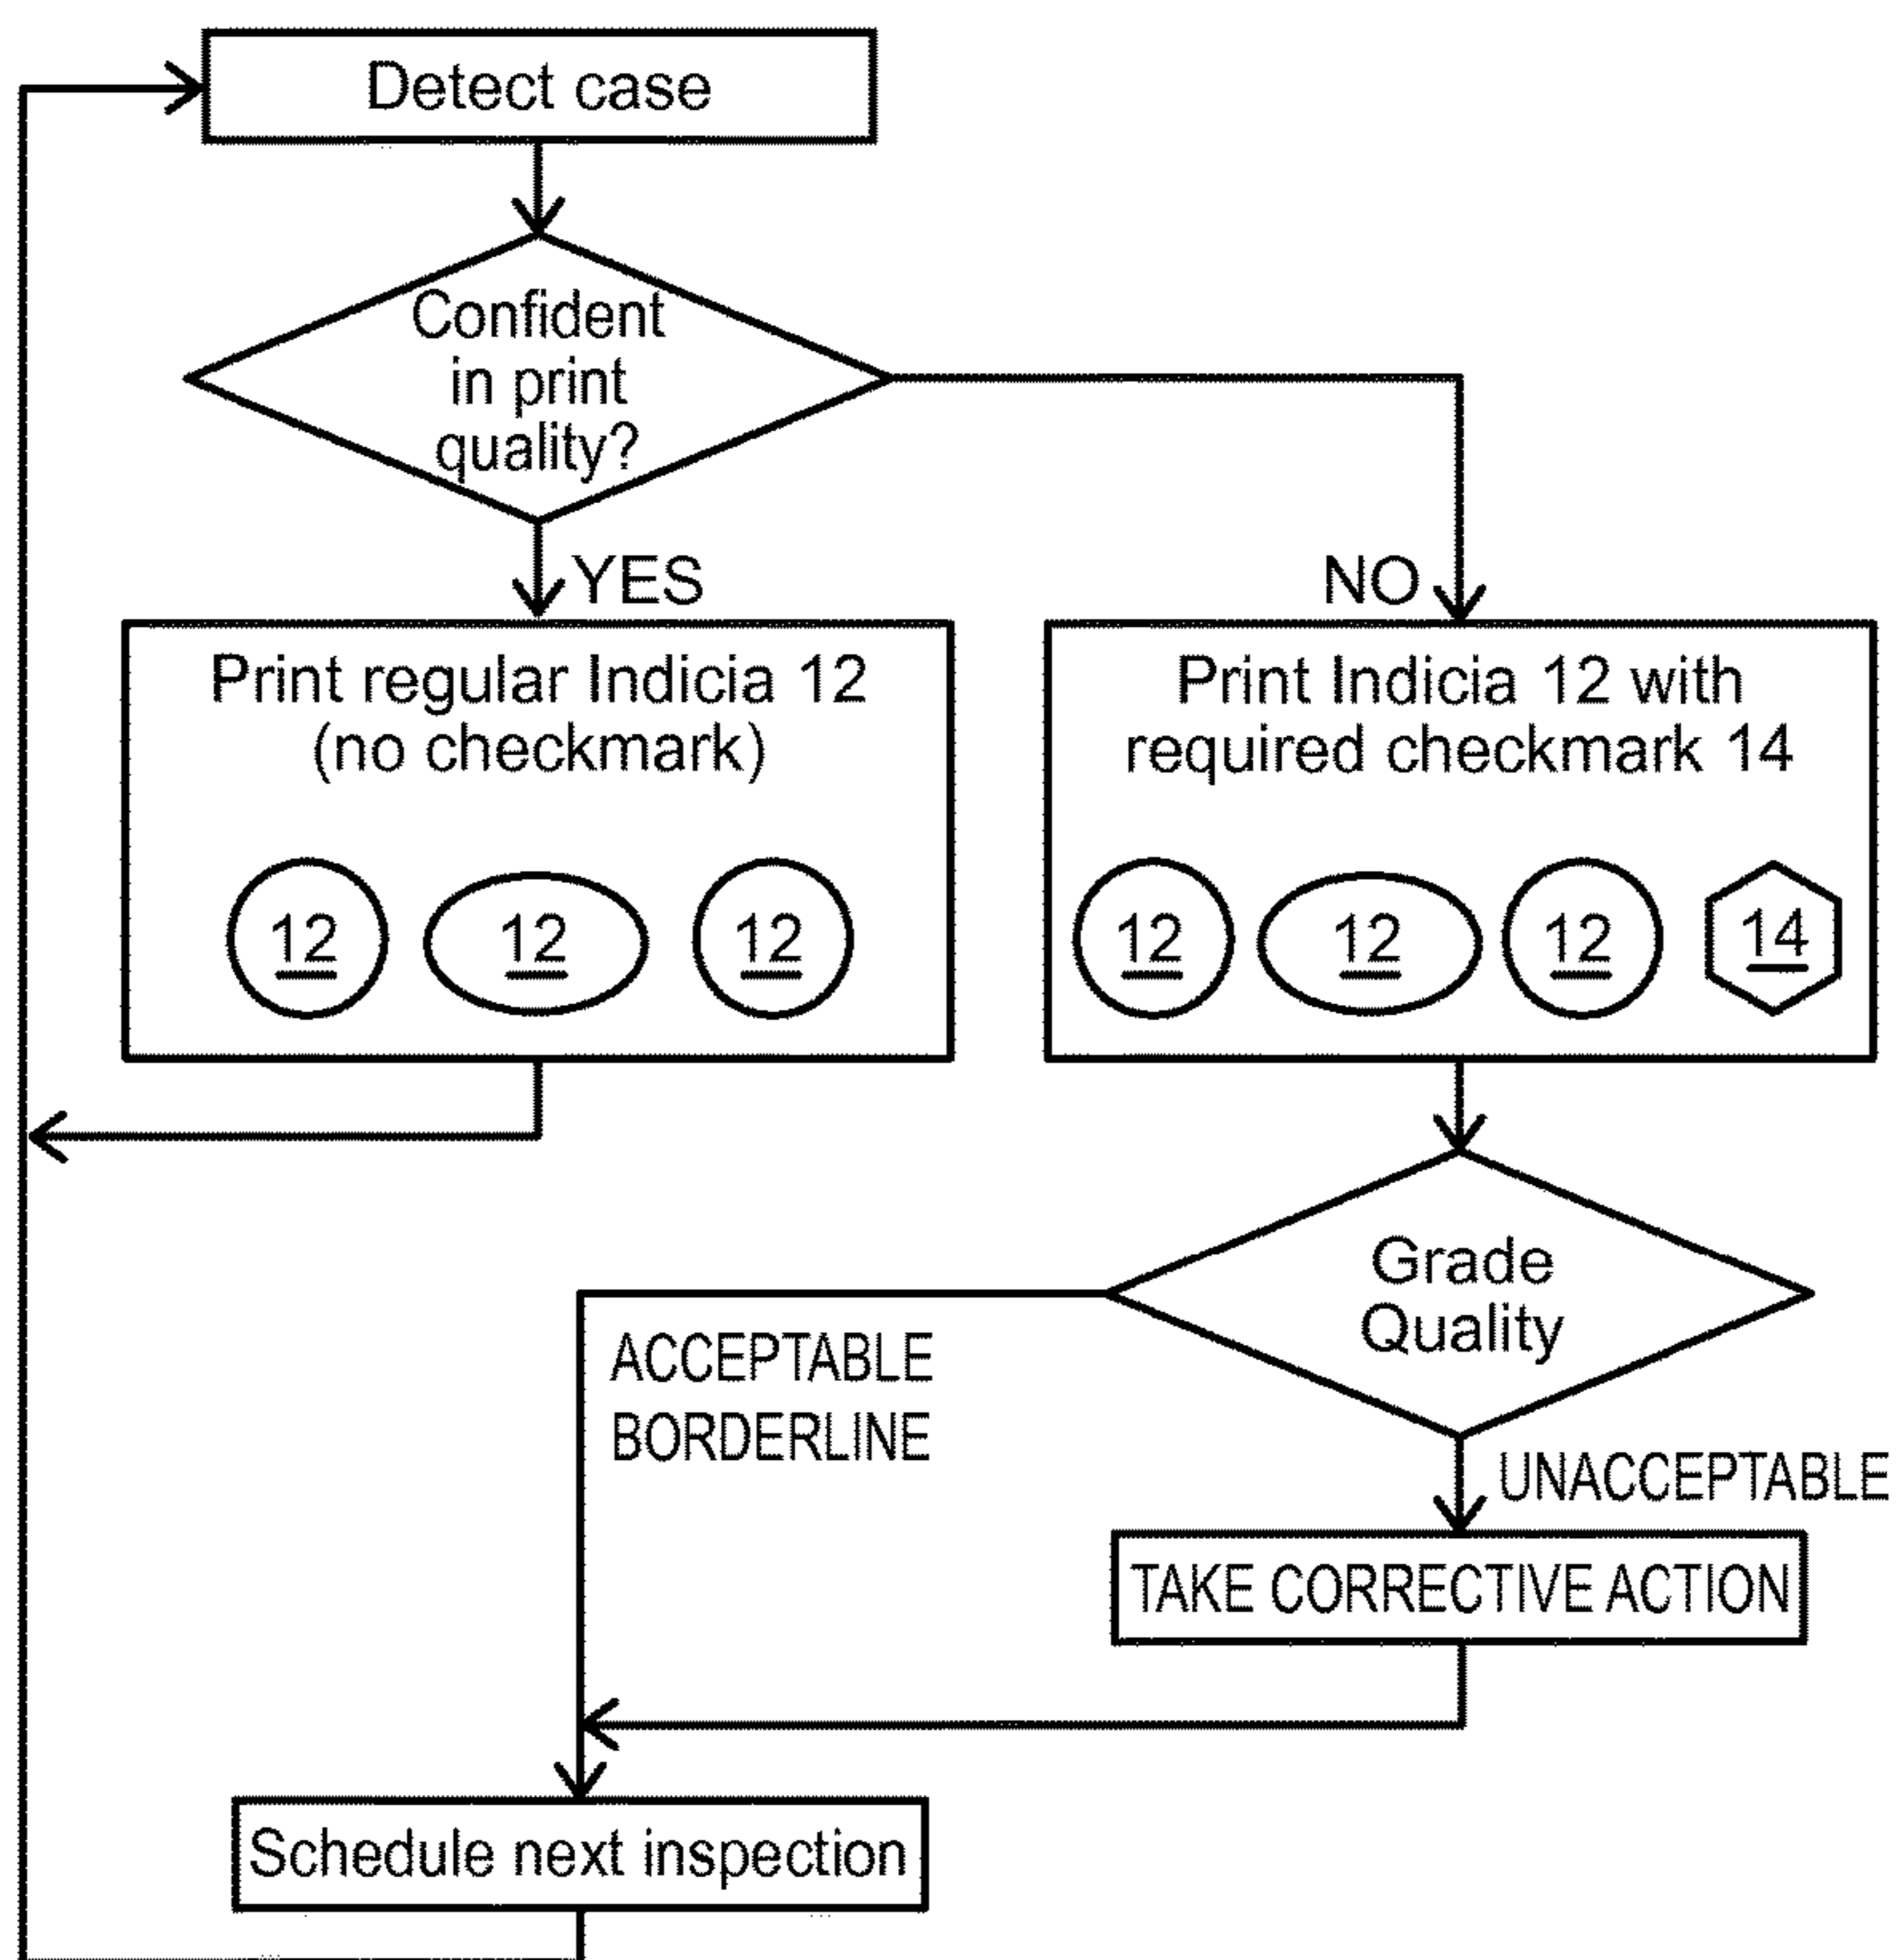 Detect case
Confident
in print
quality?
YES
NO
Print regular Indicia 12
(no checkmark)
12 12 12
Print Indicia 12 with
required checkmark 14
12 12 12 14
Grade
Quality
ACCEPTABLE
BORDERLINE
UNACCEPTABLE
TAKE CORRECTIVE ACTION
Schedule next inspection